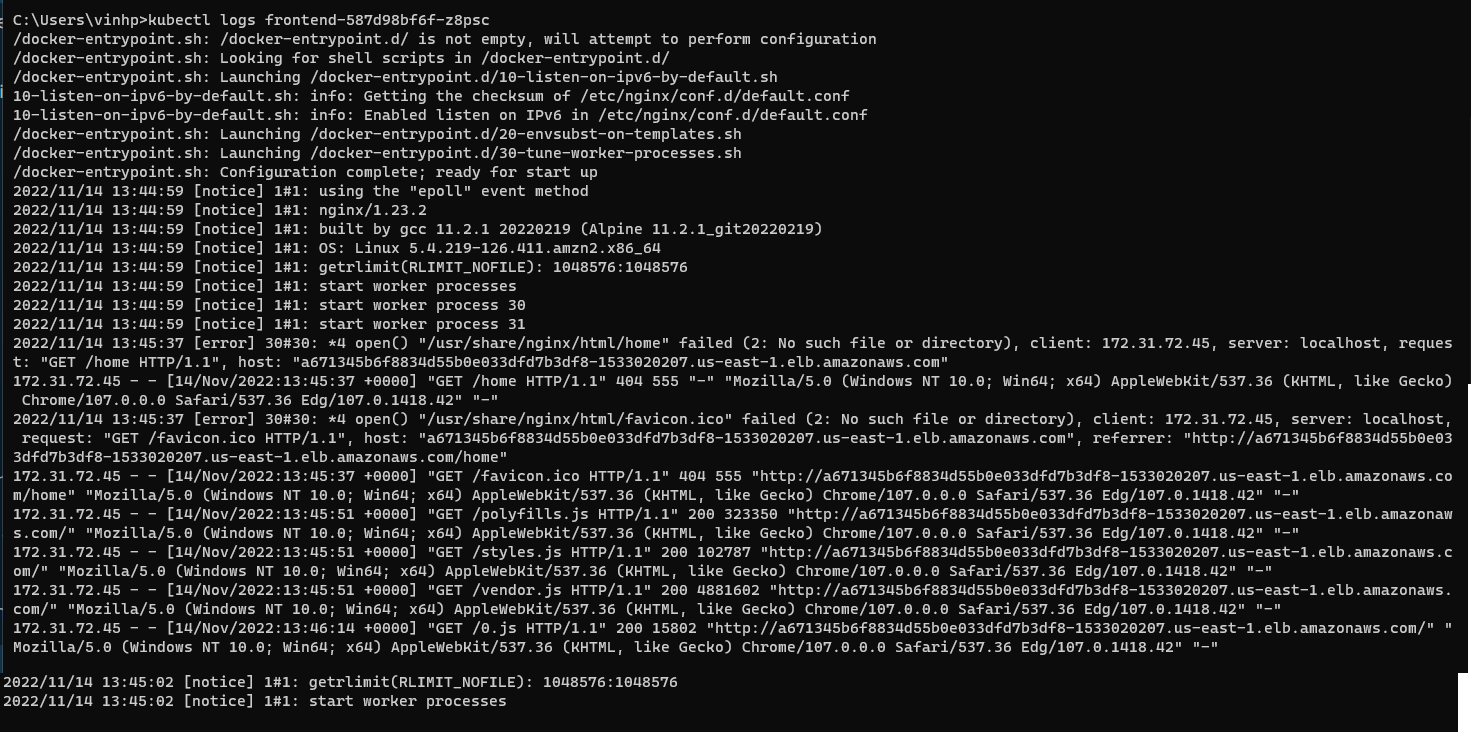 C:\Users\vinhp>kubectl logs frontend-587d98bf6f-z8psc
/docker-entrypoint.sh: /docker-entrypoint.d/ is not empty, will attempt to perform configuration
/docker-entrypoint.sh: Looking for shell scripts in /docker-entrypoint.d/
/docker-entrypoint.sh: Launching /docker-entrypoint.d/10-listen-on-ipv6-by-default.sh
10-listen-on-ipv6-by-default.sh: info: Getting the checksum of /etc/nginx/conf.d/default.conf
10-listen-on-ipv6-by-default.sh: info: Enabled listen on IPv6 in /etc/nginx/conf.d/default.conf
/docker-entrypoint.sh: Launching /docker-entrypoint.d/20-envsubst-on-templates.sh
/docker-entrypoint.sh: Launching /docker-entrypoint.d/30-tune-worker-processes.sh
/docker-entrypoint.sh: Configuration complete; ready for start up
2022/11/14 13:44:59 [notice] 1#1: using the "epoll" event method
2022/11/14 13:44:59 [notice] 1#1: nginx/1.23.2
2022/11/14 13:44:59 [notice] 1#1: built by gcc 11.2.1 20220219 (Alpine 11.2.1_git20220219)
2022/11/14 13:44:59 [notice] 1#1: OS: Linux 5.4.219-126.411.amzn2.x86_64
2022/11/14 13:44:59 [notice] 1#1: getrlimit(RLIMIT_NOFILE): 1048576:1048576
2022/11/14 13:44:59 [notice] 1#1: start worker processes
2022/11/14 13:44:59 [notice] 1#1: start worker process 30
2022/11/14 13:44:59 [notice] 1#1: start worker process 31
2022/11/14 13:45:37 [error] 30#30: *4 open() "/usr/share/nginx/html/home" failed (2: No such file or directory), client: 172.31.72.45, server: localhost, reques
t: "GET /home HTTP/1.1", host: "a671345b6f8834d55b0e033dfd7b3df8-1533020207.us-east-1.elb.amazonaws.com"
172.31.72.45 - - [14/Nov/2022:13:45:37 +0000] "GET /home HTTP/1.1" 404 555 "-" "Mozilla/5.0 (Windows NT 10.0; Win64; x64) AppleWebKit/537.36 (KHTML, like Gecko)
Chrome/107.0.0.0 Safari/537.36 Edg/107.0.1418.42" "-"
2022/11/14 13:45:37 [error] 30#30: *4 open() "/usr/share/nginx/html/favicon.ico" failed (2: No such file or directory), client: 172.31.72.45, server: localhost,
request: "GET /favicon.ico HTTP/1.1", host: "a671345b6f8834d55b0e033dfd7b3df8-1533020207.us-east-1.elb.amazonaws.com", referrer: "http://a671345b6f8834d55b0e03
3dfd7b3df8-1533020207.us-east-1.elb.amazonaws.com/home"
172.31.72.45 - - [14/Nov/2022:13:45:37 +0000] "GET /favicon.ico HTTP/1.1" 404 555 "http://a671345b6f8834d55b0e033dfd7b3df8-1533020207.us-east-1.elb.amazonaws.co
m/home" "Mozilla/5.0 (Windows NT 10.0; Win64; x64) AppleWebKit/537.36 (KHTML, like Gecko) Chrome/107.0.0.0 Safari/537.36 Edg/107.0.1418.42" "-"
172.31.72.45 - - [14/Nov/2022:13:45:51 +0000] "GET /polyfills.js HTTP/1.1" 200 323350 "http://a671345b6f8834d55b0e033dfd7b3df8-1533020207.us-east-1.elb.amazonaw
s.com/" "Mozilla/5.0 (Windows NT 10.0; Win64; x64) AppleWebKit/537.36 (KHTML, like Gecko) Chrome/107.0.0.0 Safari/537.36 Edg/107.0.1418.42" "-"
172.31.72.45 - - [14/Nov/2022:13:45:51 +0000] "GET /styles.js HTTP/1.1" 200 102787 "http://a671345b6f8834d55b0e033dfd7b3df8-1533020207.us-east-1.elb.amazonaws.c
om/" "Mozilla/5.0 (Windows NT 10.0; Win64; x64) AppleWebKit/537.36 (KHTML, like Gecko) Chrome/107.0.0.0 Safari/537.36 Edg/107.0.1418.42" "-"
172.31.72.45 - - [14/Nov/2022:13:45:51 +0000] "GET /vendor.js HTTP/1.1" 200 4881602 "http://a671345b6f8834d55b0e033dfd7b3df8-1533020207.us-east-1.elb.amazonaws.
com/" "Mozilla/5.0 (Windows NT 10.0; Win64; x64) AppleWebKit/537.36 (KHTML, like Gecko) Chrome/107.0.0.0 Safari/537.36 Edg/107.0.1418.42" "-"
172.31.72.45 - - [14/Nov/2022:13:46:14 +0000] "GET /0.js HTTP/1.1" 200 15802 "http://a671345b6f8834d55b0e033dfd7b3df8-1533020207.us-east-1.elb.amazonaws.com/" "
Mozilla/5.0 (Windows NT 10.0; Win64; x64) AppleWebKit/537.36 (KHTML, like Gecko) Chrome/107.0.0.0 Safari/537.36 Edg/107.0.1418.42" "-"
2022/11/14 13:45:02 [notice] 1#1: getrlimit(RLIMIT_NOFILE): 1048576:1048576
2022/11/14 13:45:02 [notice] 1#1: start worker processes